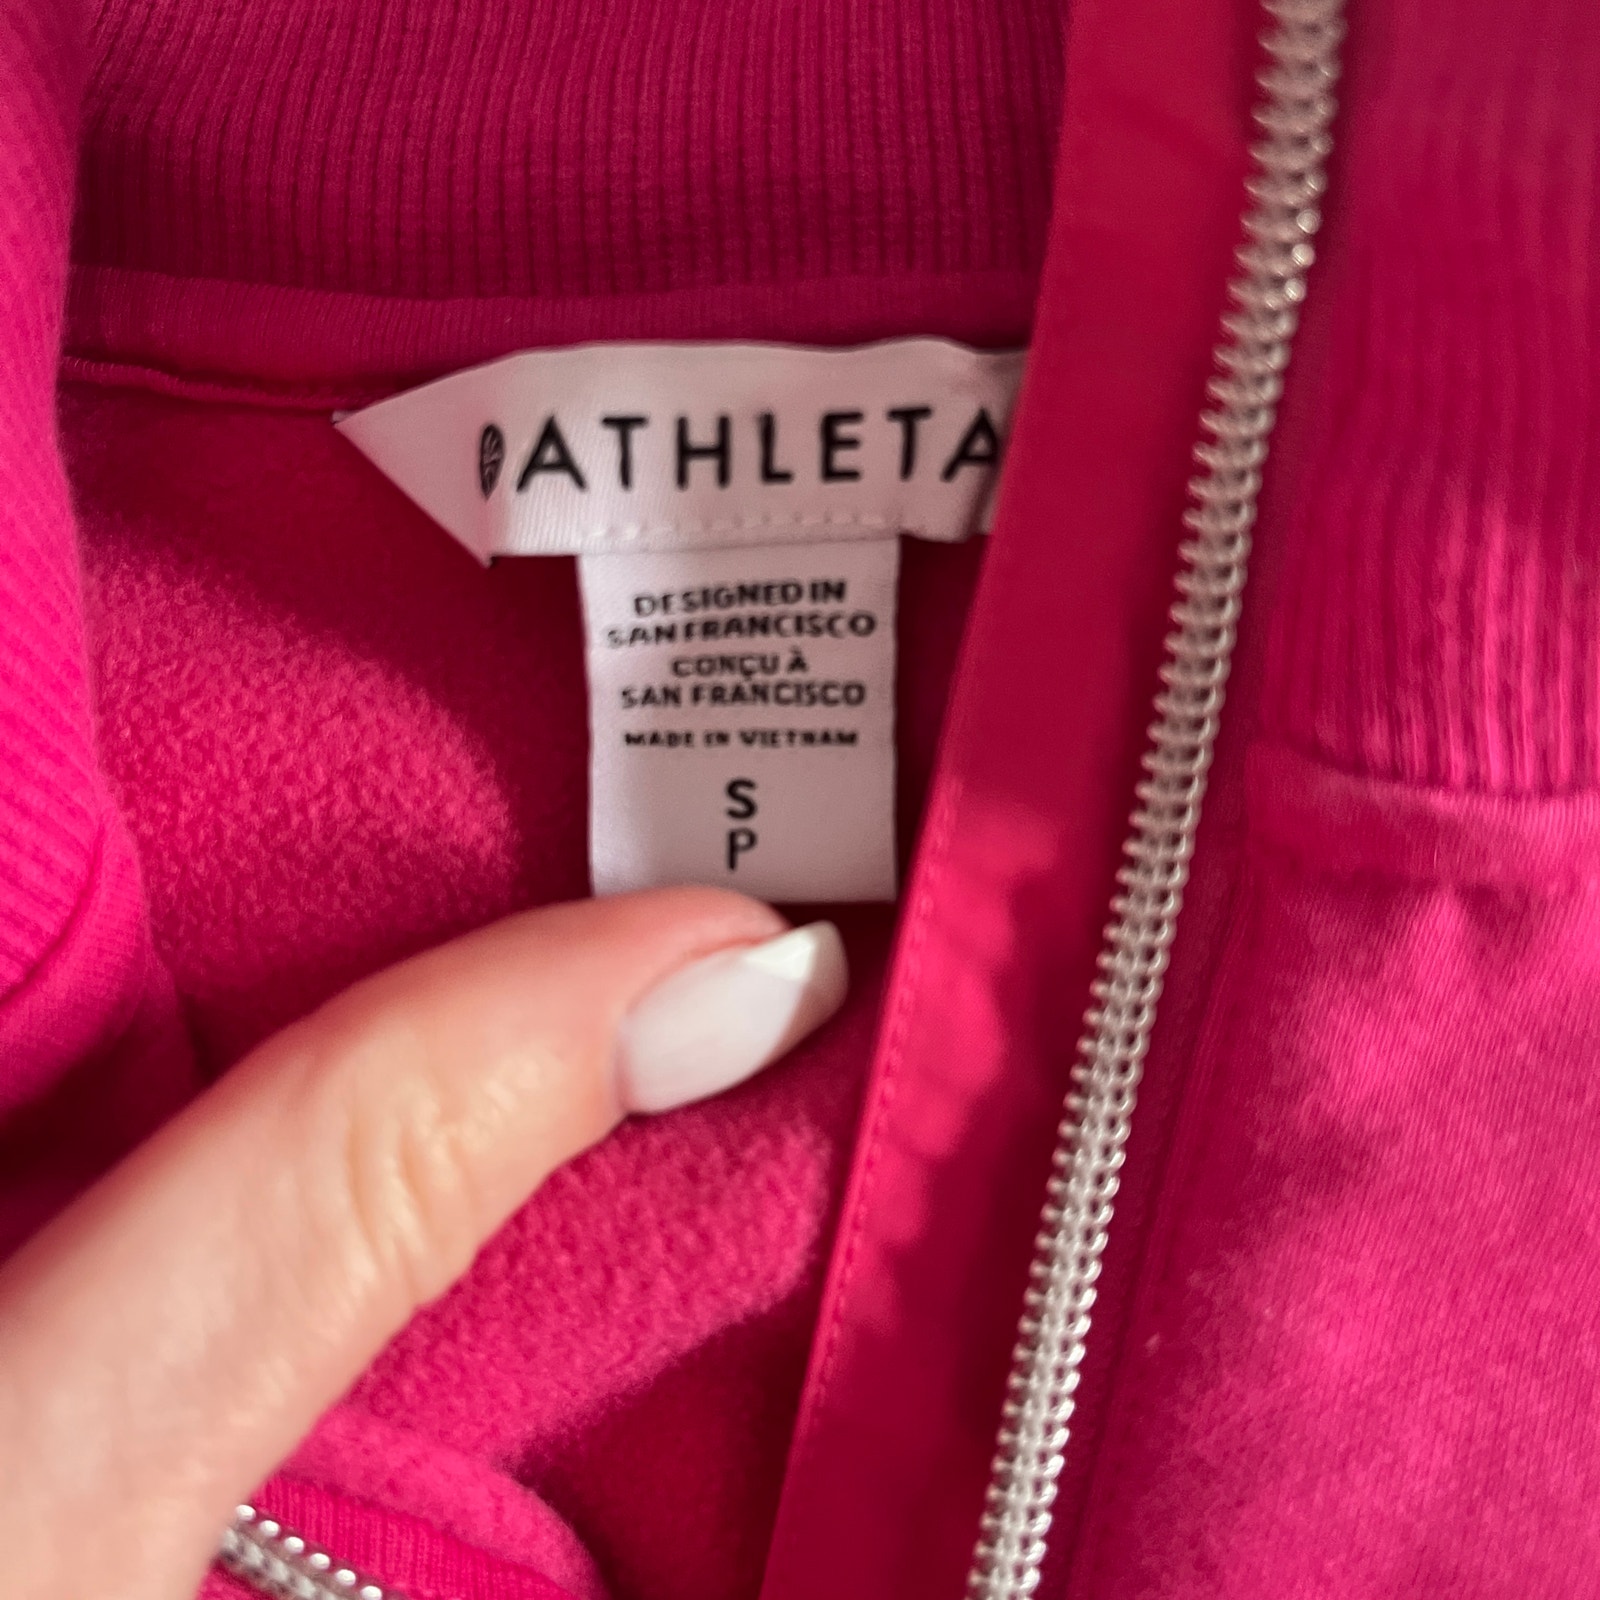 ATHLETA
DESIGNED IN
SAN FRANCISCO
CONÇU À
SAN FRANCISCO
MADE IN VIETNAM
S
P